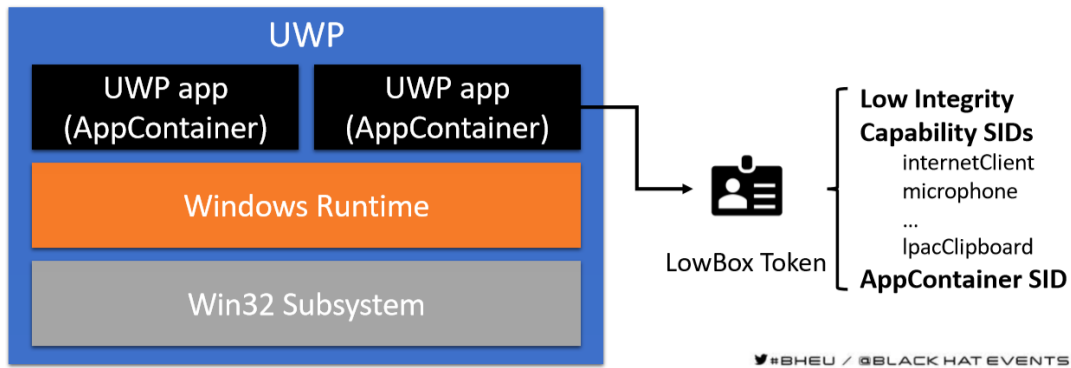 UWP
UWP app
(AppContainer)
UWP app
(AppContainer)
Windows Runtime
Win32 Subsystem
LowBox Token
Low Integrity
Capability SIDs
internetClient
microphone
...
lpacClipboard
AppContainer SID
#BHEU / @BLACK HAT EVENTS